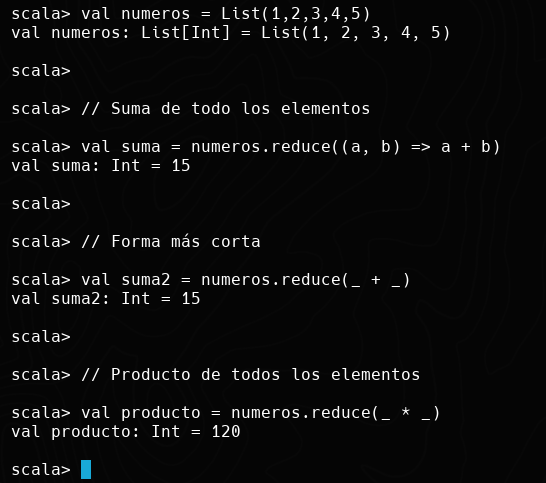 scala> val numeros = List(1,2,3,4,5)
val numeros: List[Int] = List(1, 2, 3, 4, 5)
scala>
scala> // Suma de todo los elementos
scala> val suma = numeros.reduce((a, b) => a + b)
val suma: Int = 15
scala>
scala> // Forma más corta
scala> val suma2 = numeros.reduce(_ + _)
val suma2: Int = 15
scala>
scala> // Producto de todos los elementos
scala> val producto = numeros.reduce(_ * _)
val producto: Int = 120
scala>